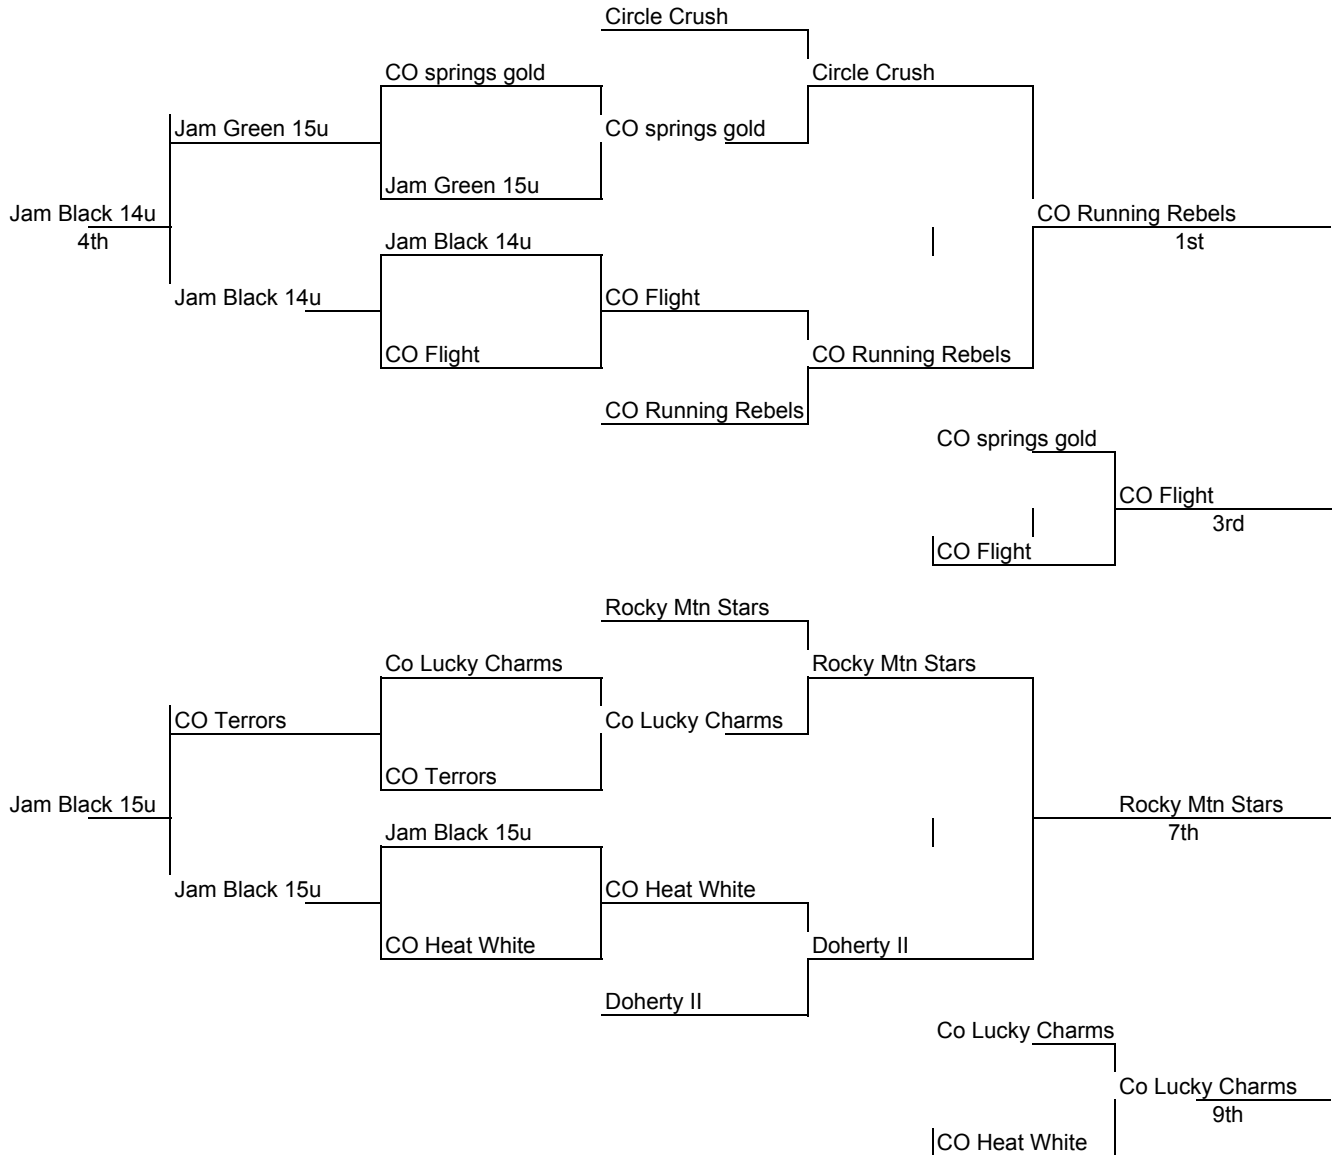 Circle Crush
CO springs gold
Circle Crush
Jam Green 15u
CO springs gold
Jam Green 15u
Jam Black 14u
CO Running Rebels
4th
Jam Black 14u
1st
Jam Black 14u
CO Flight
CO Flight
CO Running Rebels
CO Running Rebels
CO springs gold
CO Flight
3rd
CO Flight
Rocky Mtn Stars
Co Lucky Charms
Rocky Mtn Stars
CO Terrors
Co Lucky Charms
CO Terrors
Jam Black 15u
Rocky Mtn Stars
Jam Black 15u
7th
Jam Black 15u
CO Heat White
CO Heat White
Doherty II
Doherty II
Co Lucky Charms
Co Lucky Charms
9th
CO Heat White